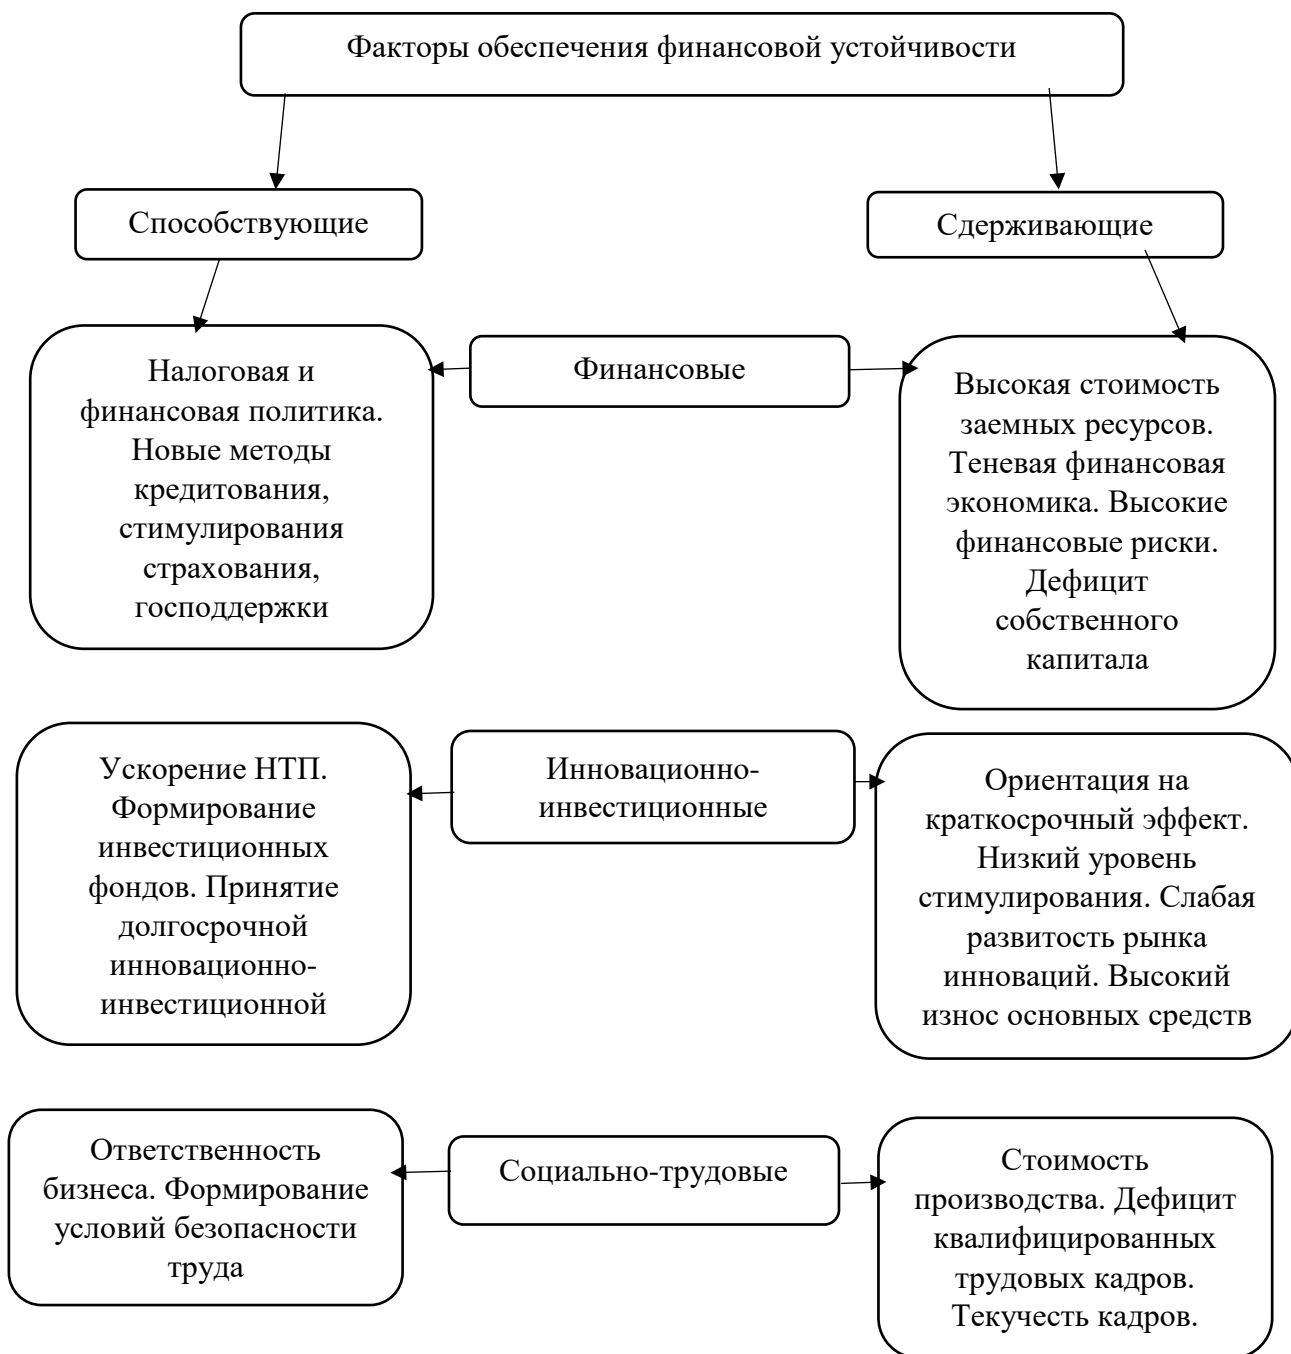 Факторы обеспечения финансовой устойчивости
Способствующие
Сдерживающие
Налоговая и
финансовая политика.
Новые методы
кредитования,
стимулирования
страхования,
господдержки
Финансовые
Высокая стоимость
заемных ресурсов.
Теневая финансовая
экономика. Высокие
финансовые риски.
Дефицит
собственного
капитала
Ускорение НТП.
Формирование
инвестиционных
фондов. Принятие
долгосрочной
инновационно-
инвестиционной
Инновационно-
инвестиционные
Ориентация на
краткосрочный эффект.
Низкий уровень
стимулирования. Слабая
развитость рынка
инноваций. Высокий
износ основных средств
Ответственность
бизнеса. Формирование
условий безопасности
труда
Социально-трудовые
Стоимость
производства. Дефицит
квалифицированных
трудовых кадров.
Текучесть кадров.